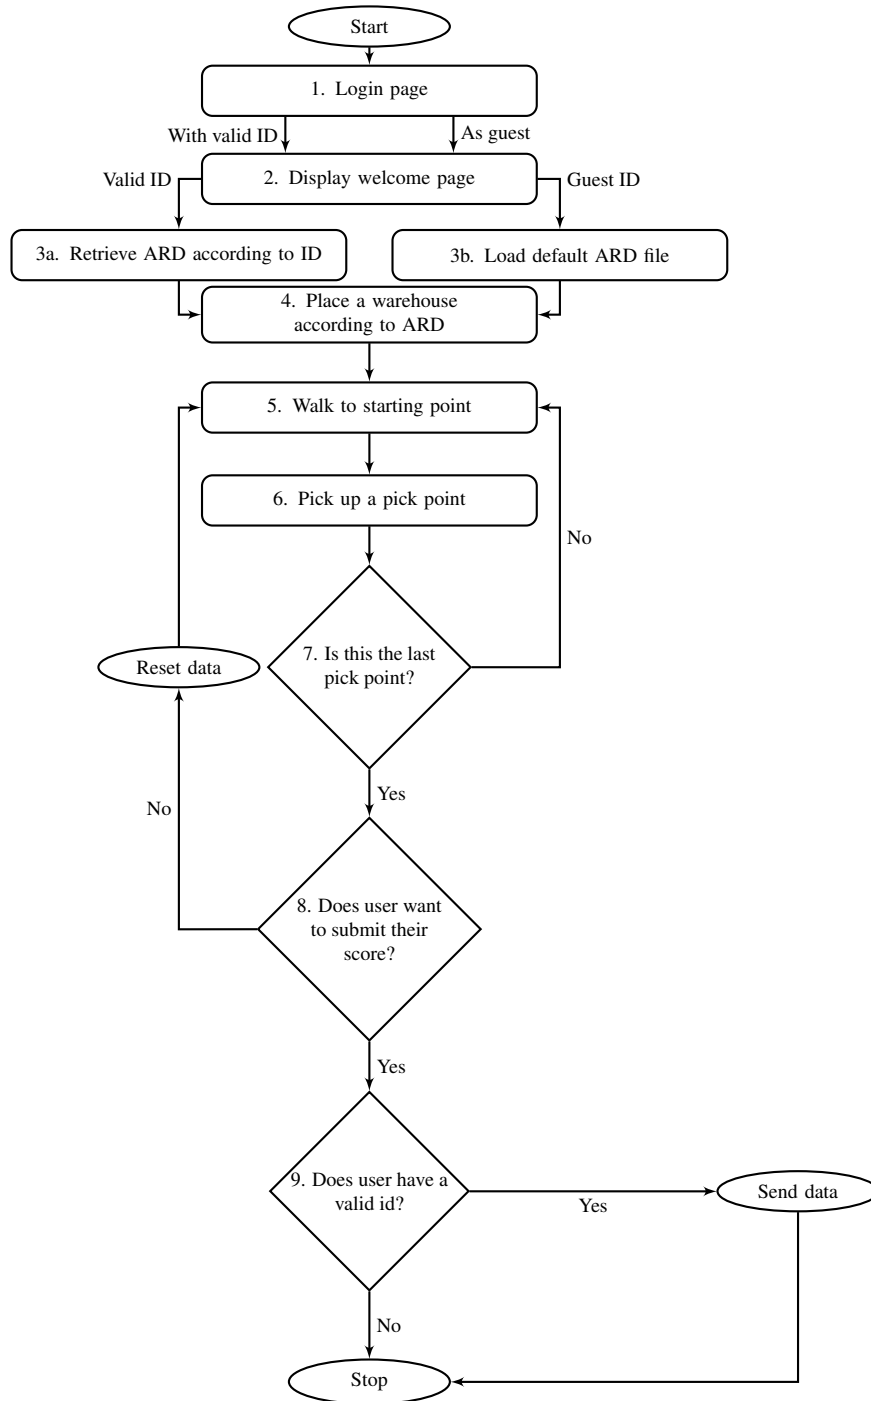 Start
1. Login page
With valid ID
As guest
2. Display welcome page
Valid ID
Guest ID
3a. Retrieve ARD according to ID
3b. Load default ARD file
4. Place a warehouse
according to ARD
5. Walk to starting point
6. Pick up a pick point
No
7. Is this the last
pick point?
Reset data
Yes
No
8. Does user want
to submit their
score?
Yes
9. Does user have a
valid id?
Yes
Send data
No
Stop